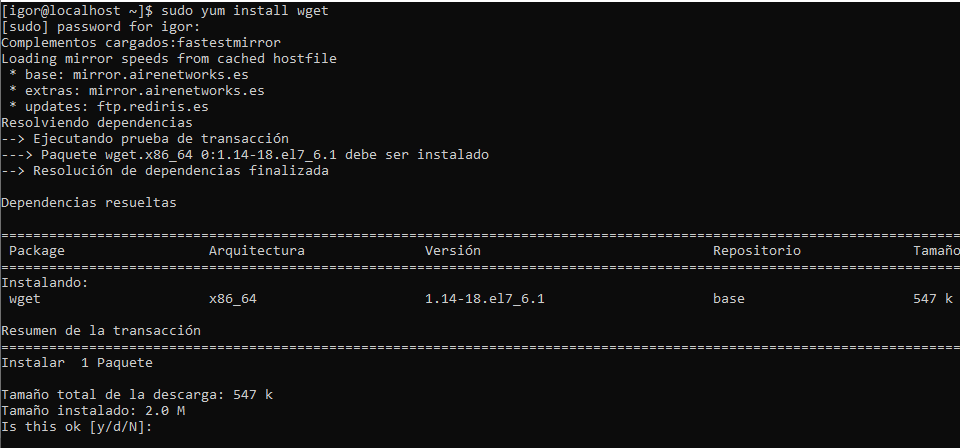 [igor@localhost ~]$ sudo yum install wget
[sudo] password for igor:
Complementos cargados:fastestmirror
Loading mirror speeds from cached hostfile
 * base: mirror.airenetworks.es
 * extras: mirror.airenetworks.es
 * updates: ftp.rediris.es
Resolviendo dependencias
--> Ejecutando prueba de transacción
---> Paquete wget.x86_64 0:1.14-18.el7_6.1 debe ser instalado
--> Resolución de dependencias finalizada

Dependencias resueltas

================================================================================
 Package Arquitectura Versión Repositorio Tamaño
================================================================================
Instalando:
 wget x86_64 1.14-18.el7_6.1 base 547 k

Resumen de la transacción
================================================================================
Instalar  1 Paquete

Tamaño total de la descarga: 547 k
Tamaño instalado: 2.0 M
Is this ok [y/d/N]: